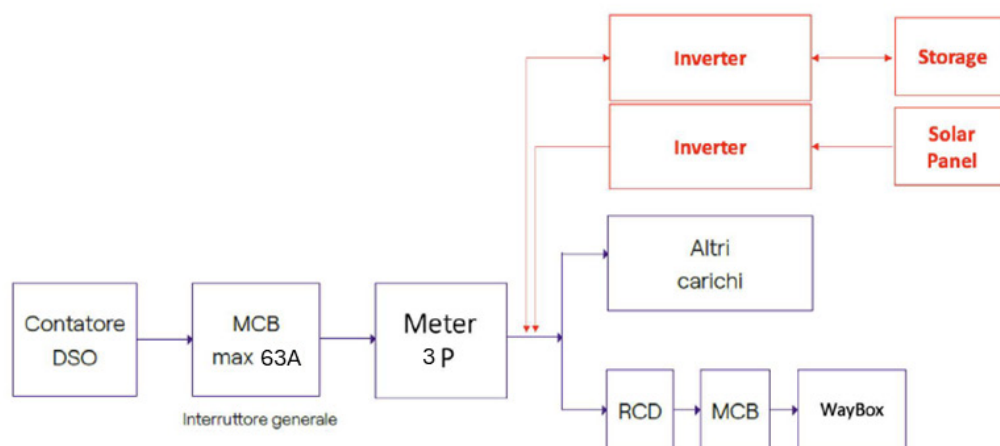 Inverter
Storage
Inverter
Solar
Panel
Altri
carichi
Contatore
DSO
MCB
max 63A
Meter
3 P
Interruttore generale
RCD
MCB
WayBox